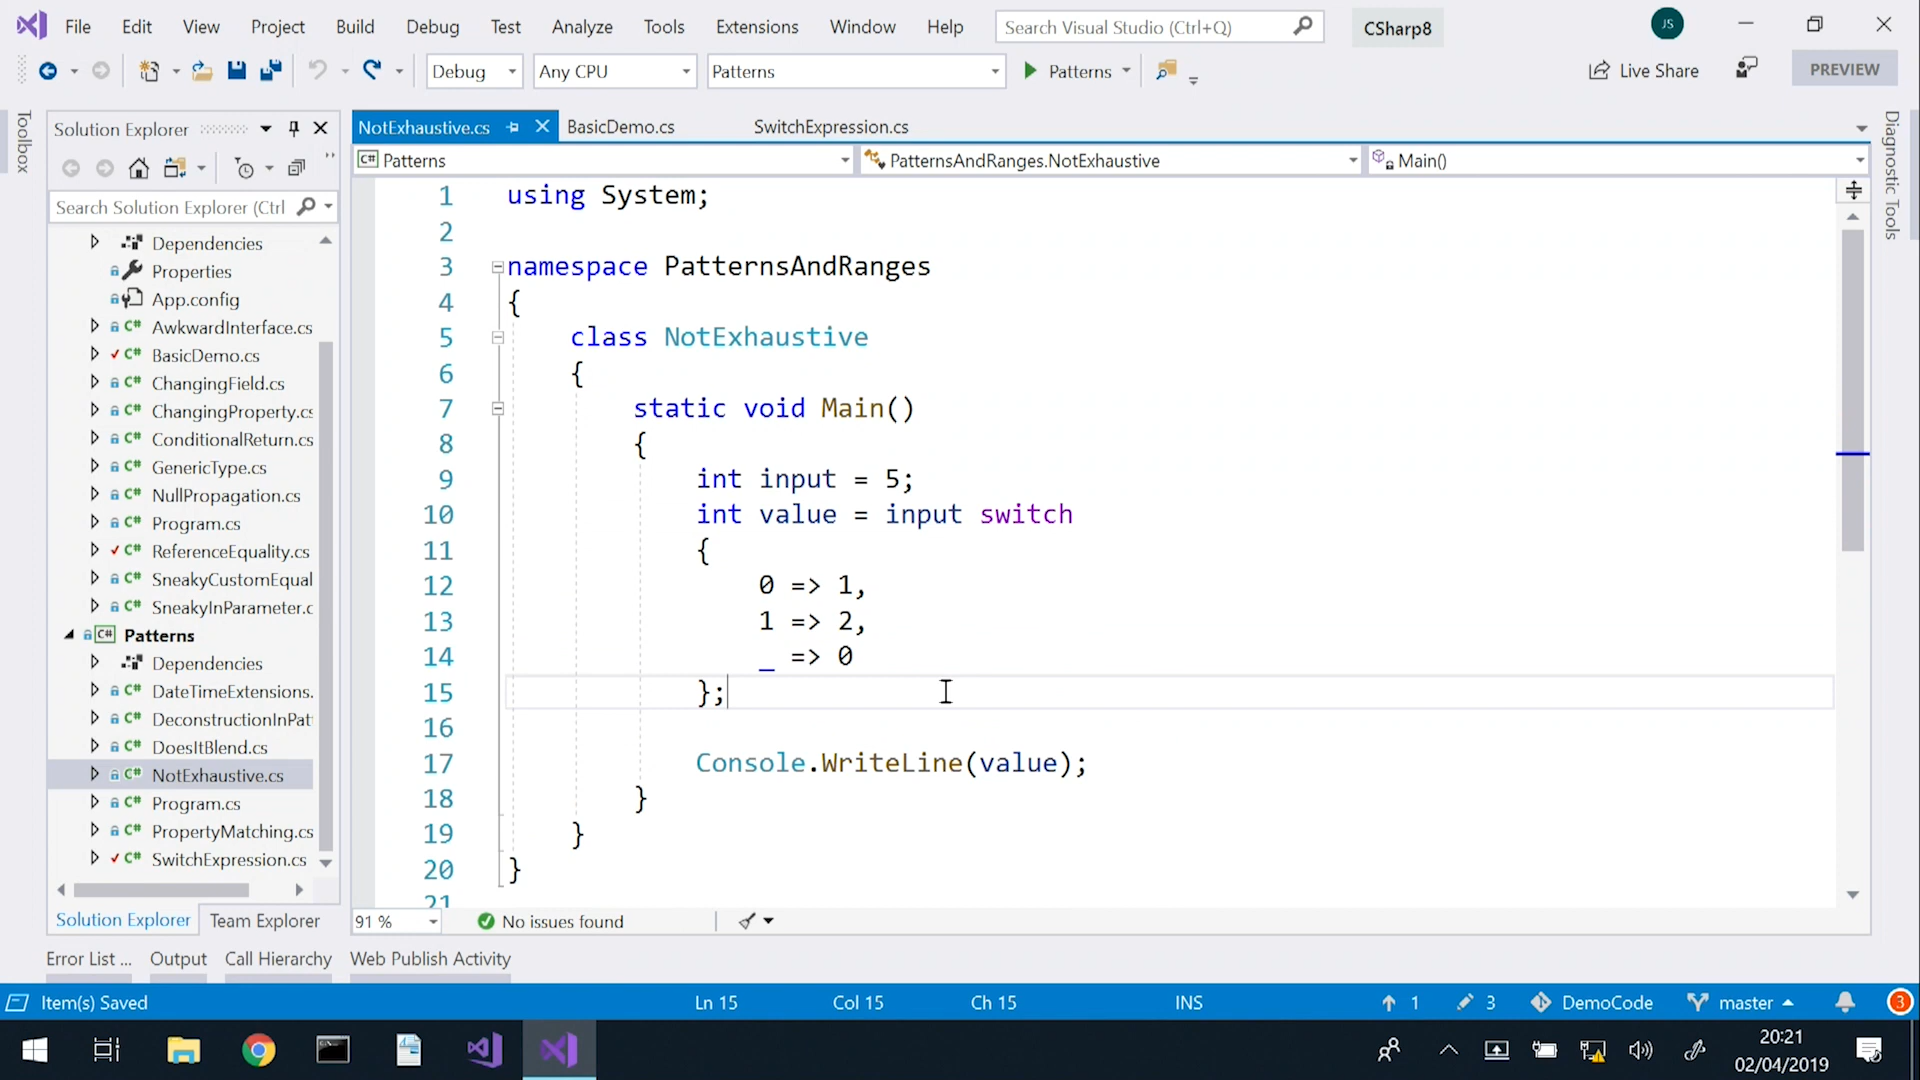 File Edit View Project Build Debug Test Analyze Tools Extensions Window Help Search Visual Studio (Ctrl+Q) CSharp8 JS
Debug Any CPU Patterns Patterns Live Share PREVIEW
Toolbox
Solution Explorer
Search Solution Explorer (Ctrl
Dependencies
Properties
App.config
C# AwkwardInterface.cs
C# BasicDemo.cs
C# ChangingField.cs
C# ChangingProperty.cs
C# ConditionalReturn.cs
C# GenericType.cs
C# NullPropagation.cs
C# Program.cs
C# ReferenceEquality.cs
C# SneakyCustomEqual
C# SneakyInParameter.c
C# Patterns
Dependencies
C# DateTimeExtensions.
C# DeconstructionInPat
C# DoesItBlend.cs
C# NotExhaustive.cs
C# Program.cs
C# PropertyMatching.cs
C# SwitchExpression.cs
Solution Explorer Team Explorer
NotExhaustive.cs BasicDemo.cs SwitchExpression.cs
C# Patterns PatternsAndRanges.NotExhaustive Main()
1 using System;
2
3 namespace PatternsAndRanges
4 {
5 class NotExhaustive
6 {
7 static void Main()
8 {
9 int input = 5;
10 int value = input switch
11 {
12 0 => 1,
13 1 => 2,
14 _ => 0
15 };
16
17 Console.WriteLine(value);
18 }
19 }
20 }
21
91 % No issues found
Diagnostic Tools
Error List ... Output Call Hierarchy Web Publish Activity
Item(s) Saved Ln 15 Col 15 Ch 15 INS 1 3 DemoCode master 3
20:21
02/04/2019